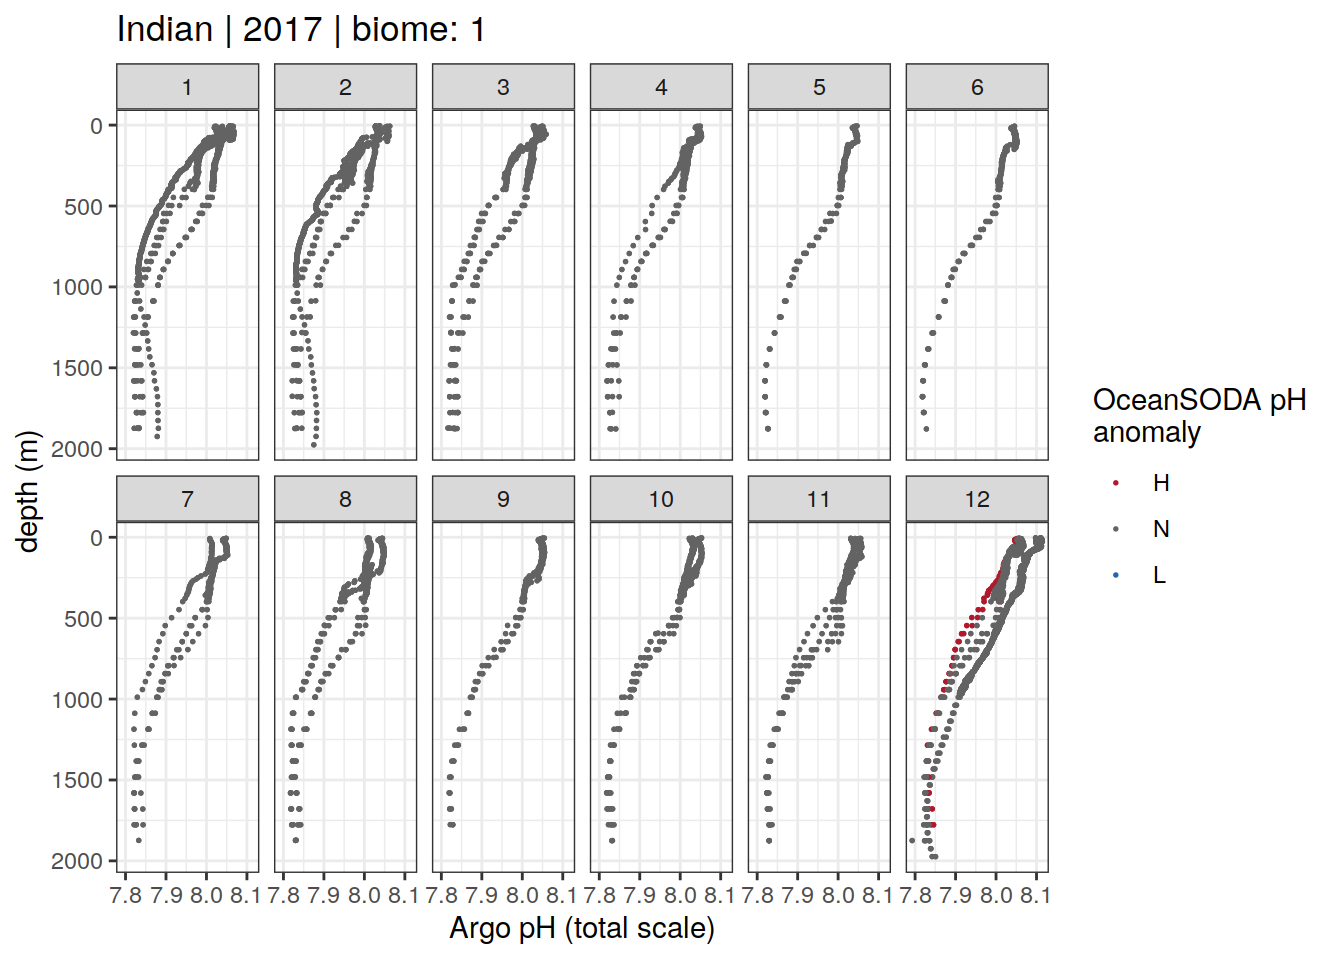 Indian | 2017 | biome: 1
1 2 3 4 5 6
0
500
1000
1500
2000
7 8 9 10 11 12
0
500
1000
1500
2000
7.8 7.9 8.0 8.1 7.8 7.9 8.0 8.1 7.8 7.9 8.0 8.1 7.8 7.9 8.0 8.1 7.8 7.9 8.0 8.1 7.8 7.9 8.0 8.1
Argo pH (total scale)
depth (m)
OceanSODA pH
anomaly
H
N
L